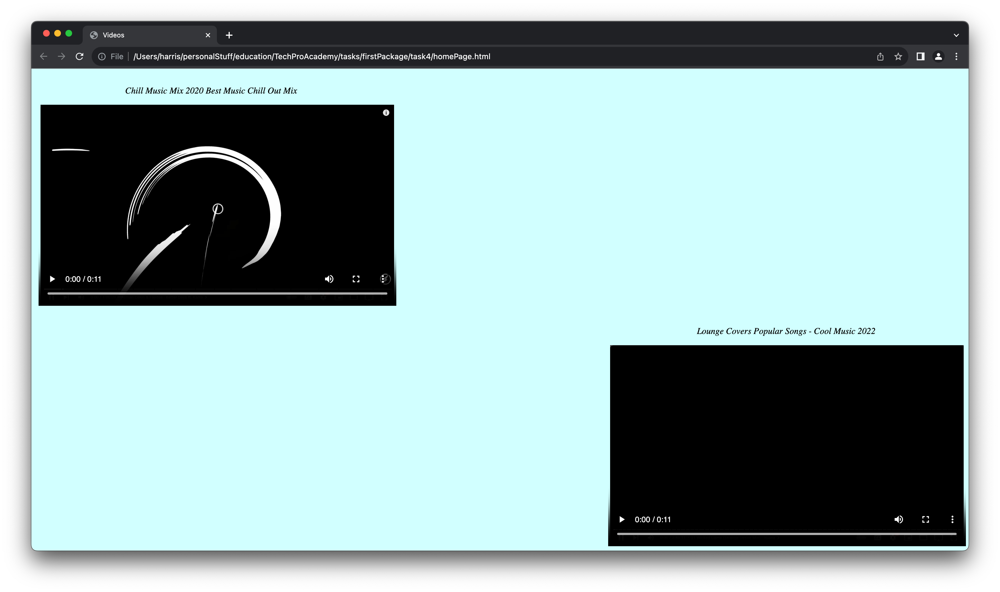 Videos
File
/Users/harris/personalStuff/education/TechProAcademy/tasks/firstPackage/task4/homePage.html
Chill Music Mix 2020 Best Music Chill Out Mix
0:00 / 0:11
Lounge Covers Popular Songs - Cool Music 2022
0:00 / 0:11